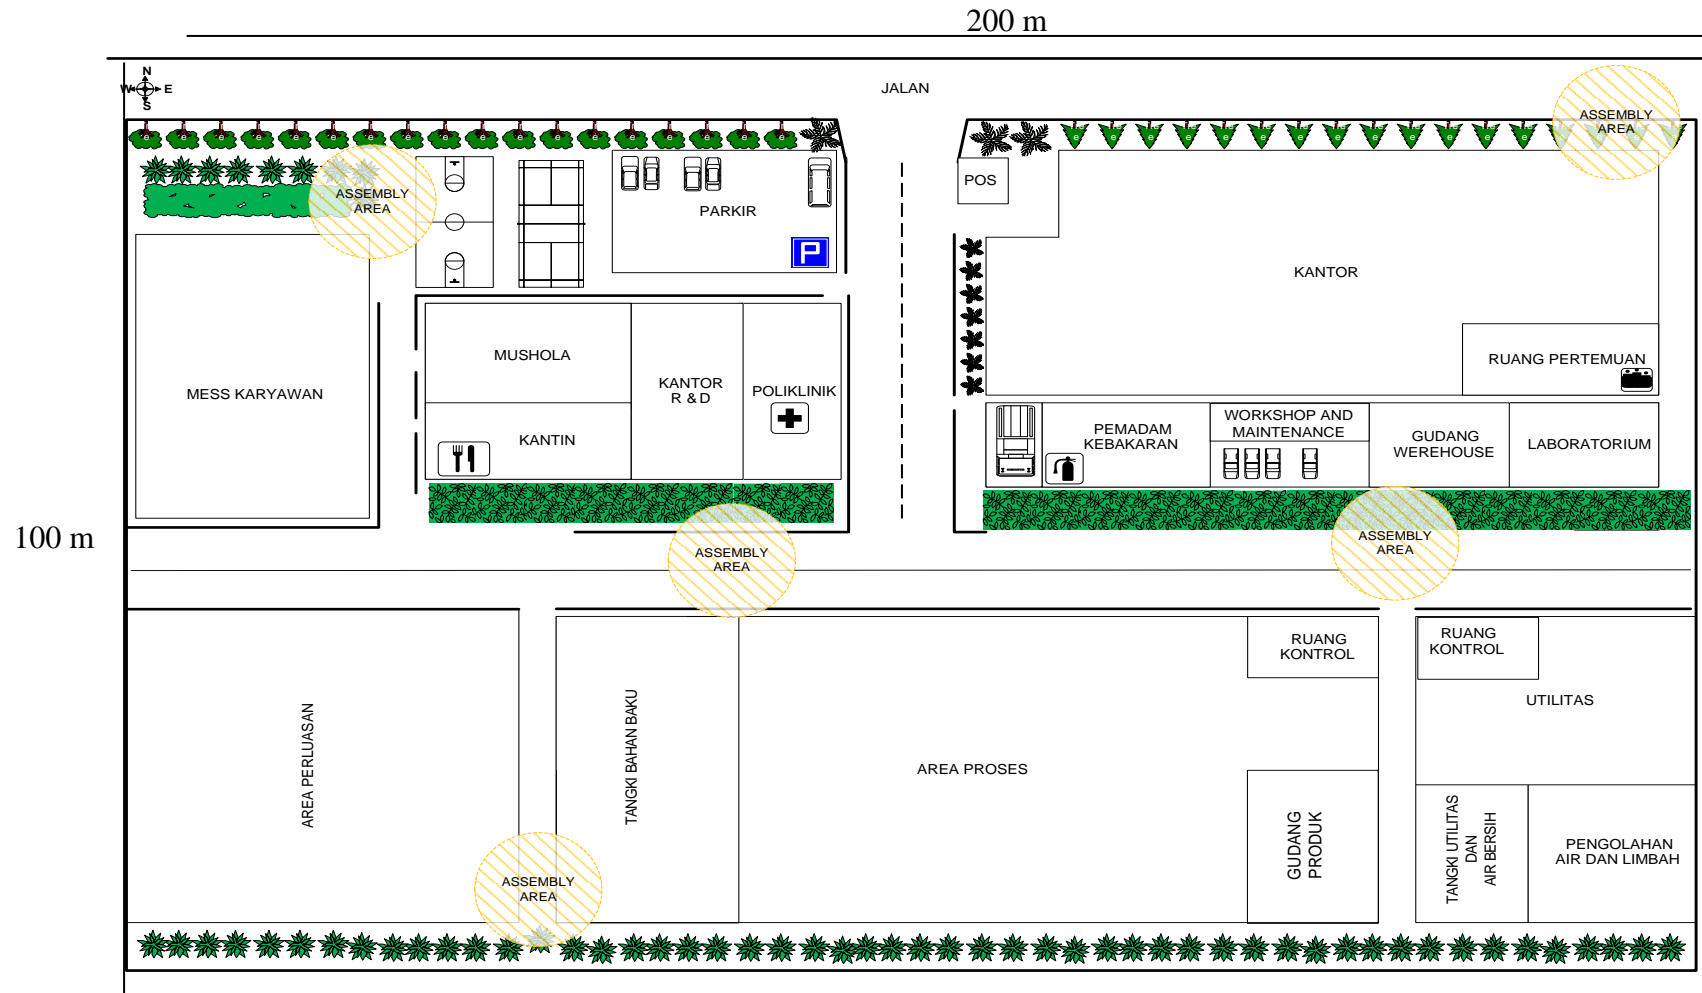 200 m
N
W
E
S
JALAN
ASSEMBLY
AREA
ASSEMBLY
AREA
PARKIR
P
POS
KANTOR
MUSHOLA
KANTOR
R & D
POLIKLINIK
MESS KARYAWAN
KANTIN
RUANG PERTEMUAN
PEMADAM
KEBAKARAN
WORKSHOP AND
MAINTENANCE
GUDANG
WEREHOUSE
LABORATORIUM
100 m
ASSEMBLY
AREA
ASSEMBLY
AREA
RUANG
KONTROL
RUANG
KONTROL
UTILITAS
AREA PERLUASAN
TANGKI BAHAN BAKU
AREA PROSES
GUDANG
PRODUK
TANGKI UTILITAS
DAN
AIR BERSIH
PENGOLAHAN
AIR DAN LIMBAH
ASSEMBLY
AREA